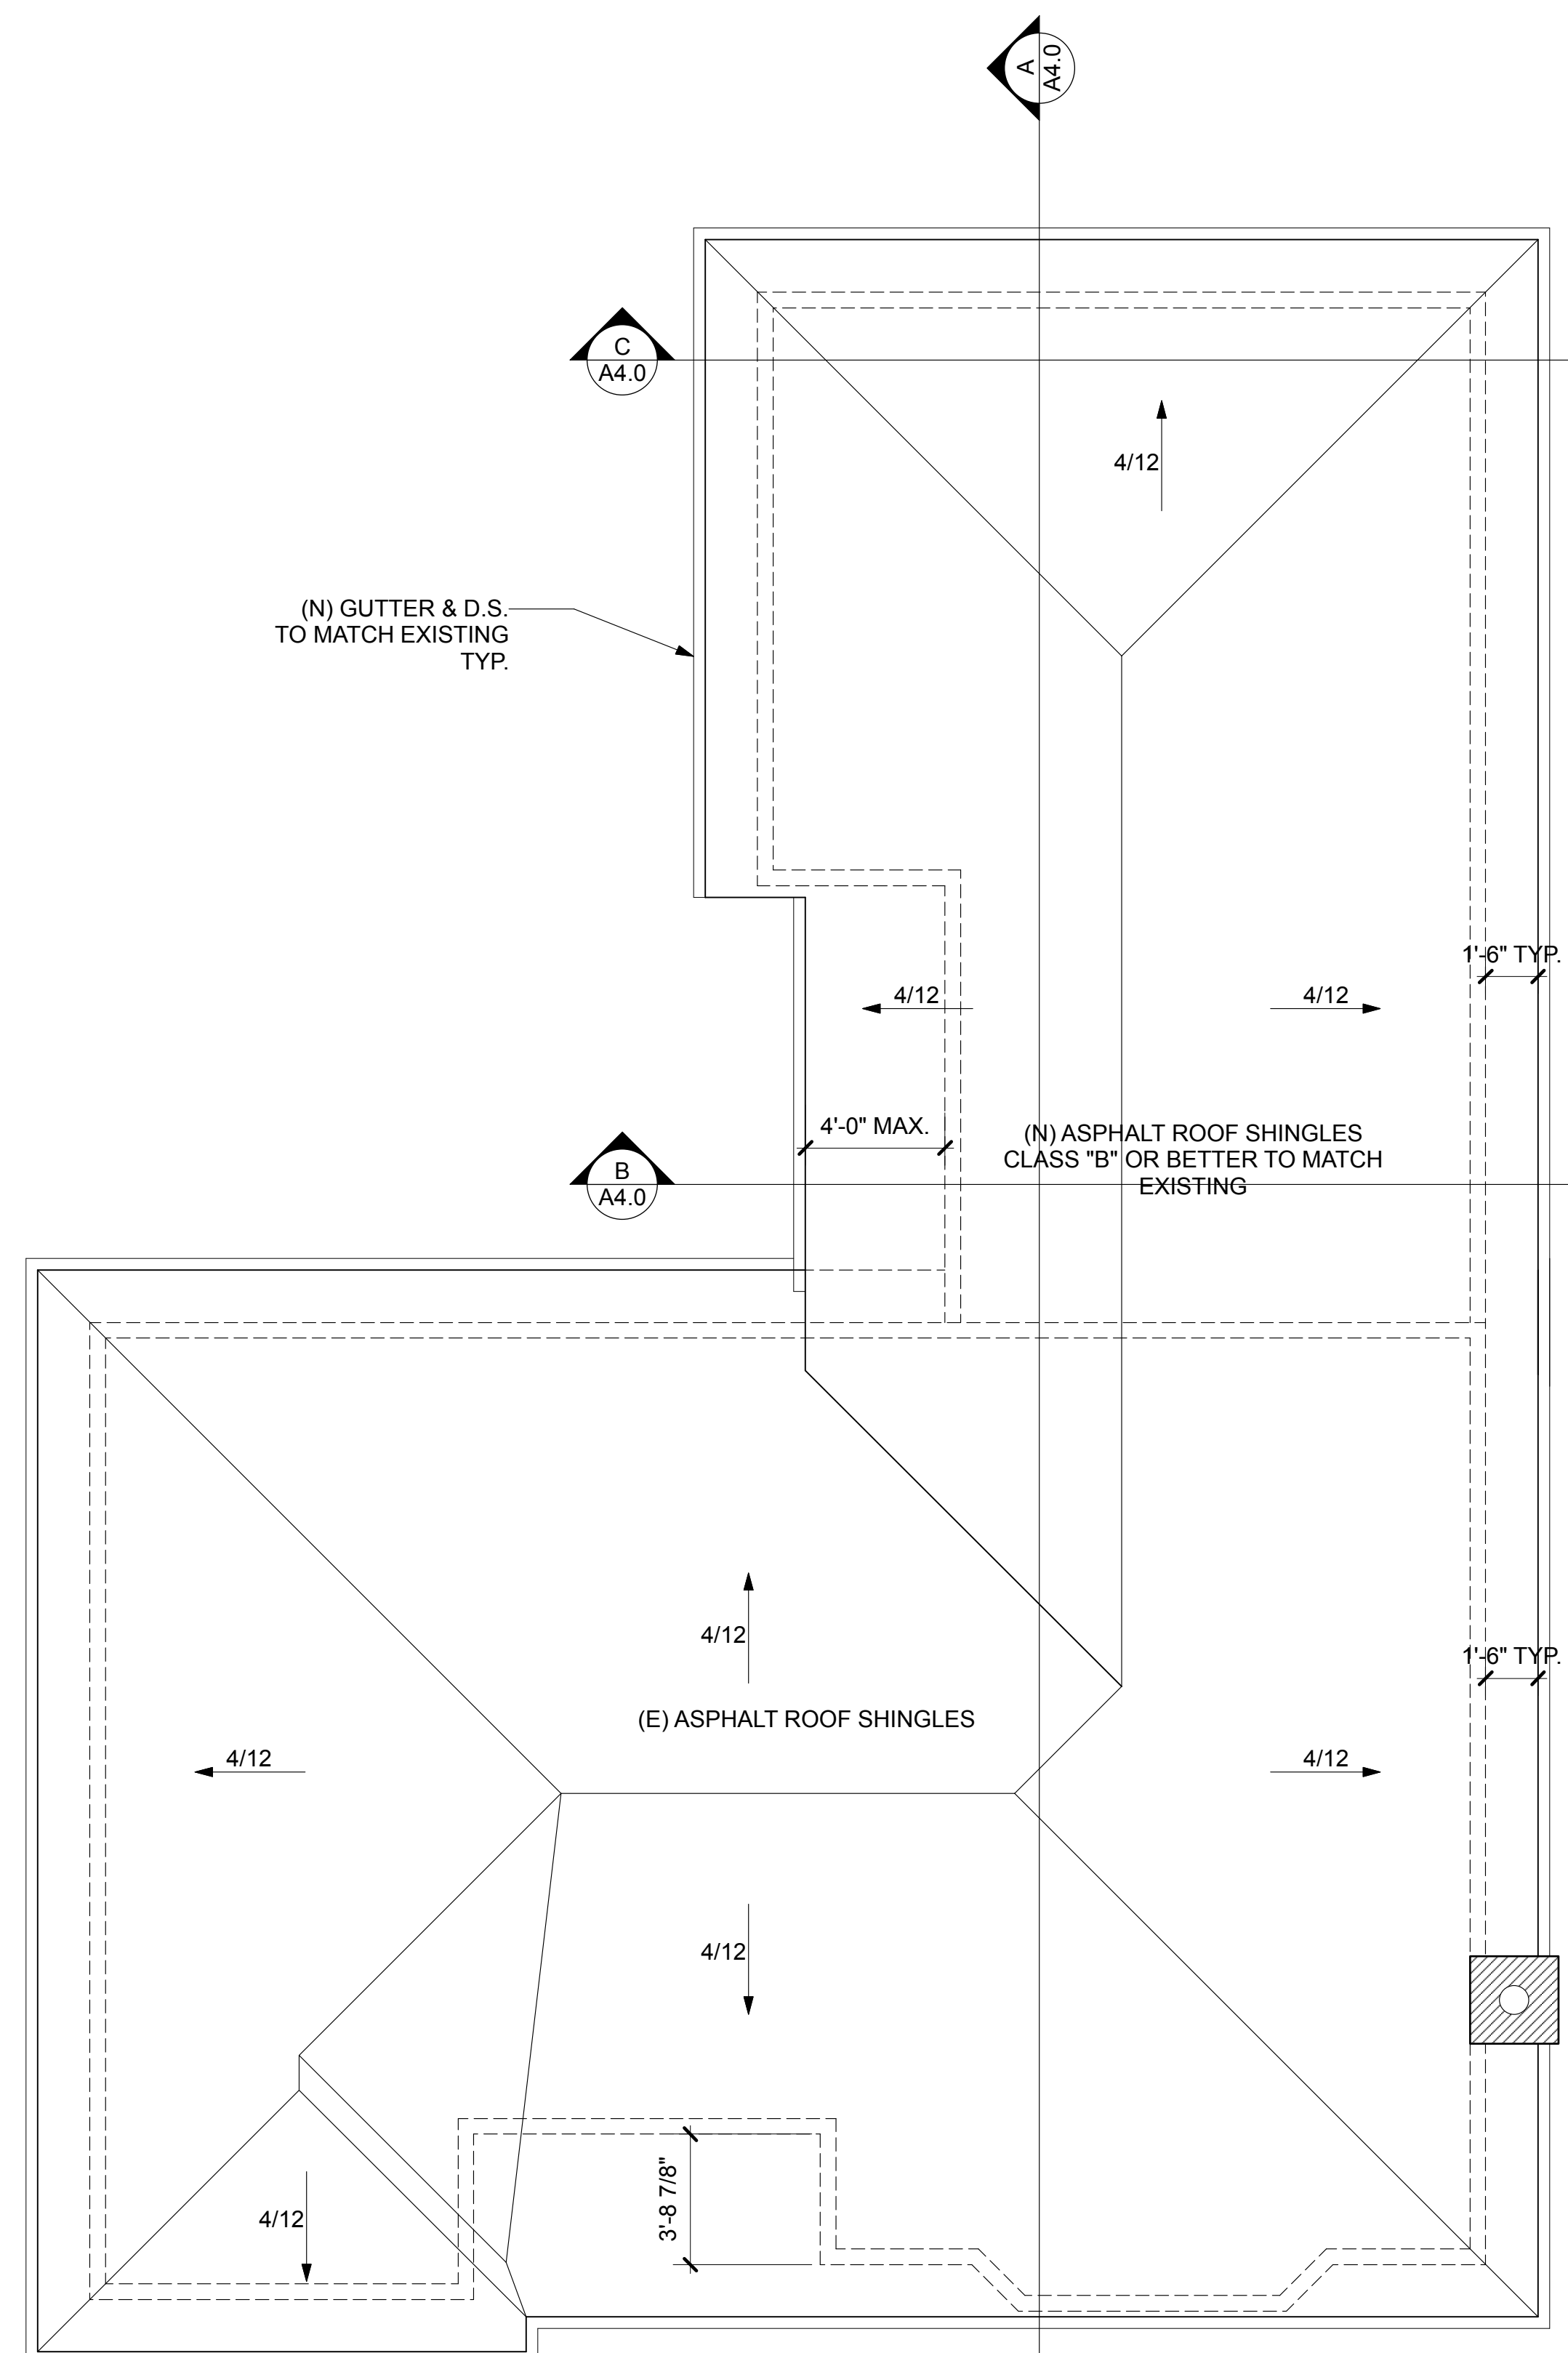 A
A4.0
C
A4.0
4/12
(N) GUTTER & D.S.
TO MATCH EXISTING
TYP.
1'-6" TYP.
4/12
4/12
4'-0" MAX.
(N) ASPHALT ROOF SHINGLES
CLASS "B" OR BETTER TO MATCH
EXISTING
B
A4.0
4/12
1'-6" TYP.
(E) ASPHALT ROOF SHINGLES
4/12
4/12
4/12
3'-8 7/8"
4/12